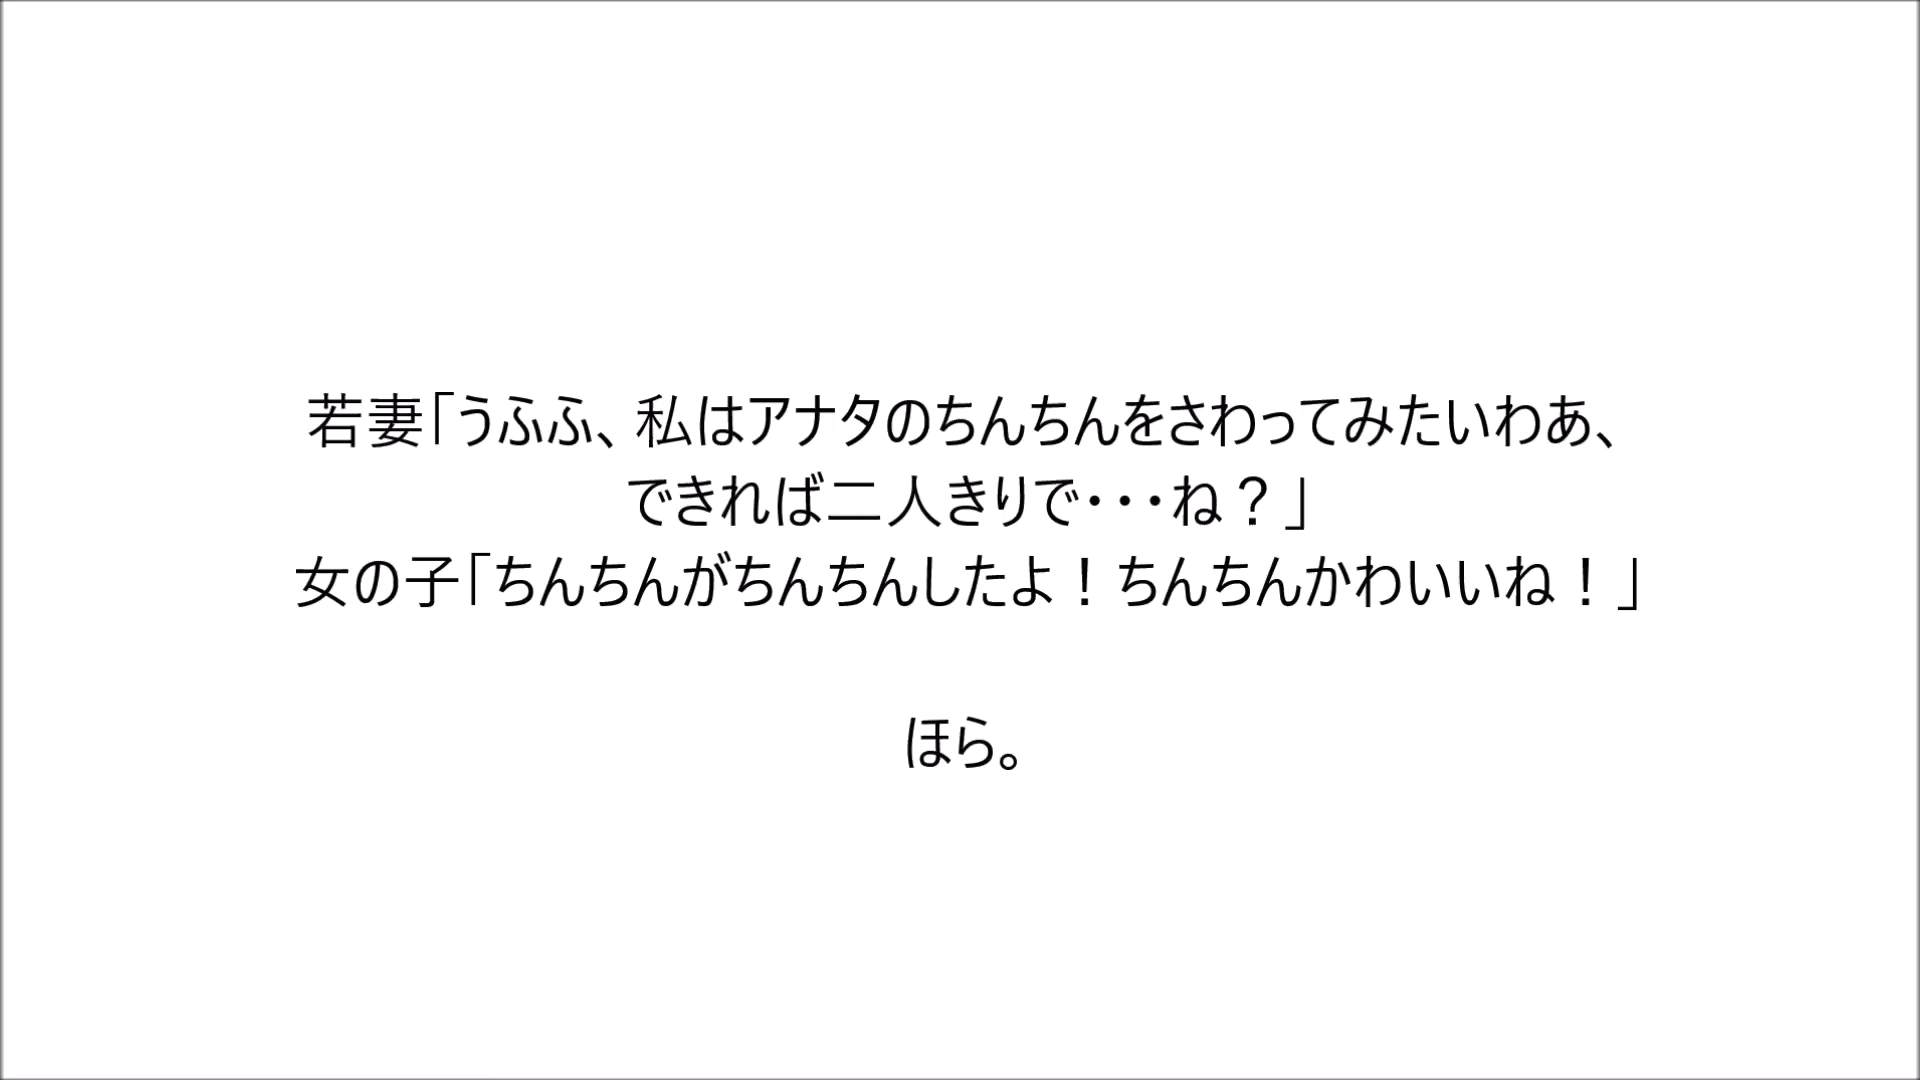 若妻「うふふ、私はアナタのちんちんをさわってみたいわあ、
できれば二人きりで・・・ね？」
女の子「ちんちんがちんちんしたよ！ちんちんかわいいね！」
ほら。